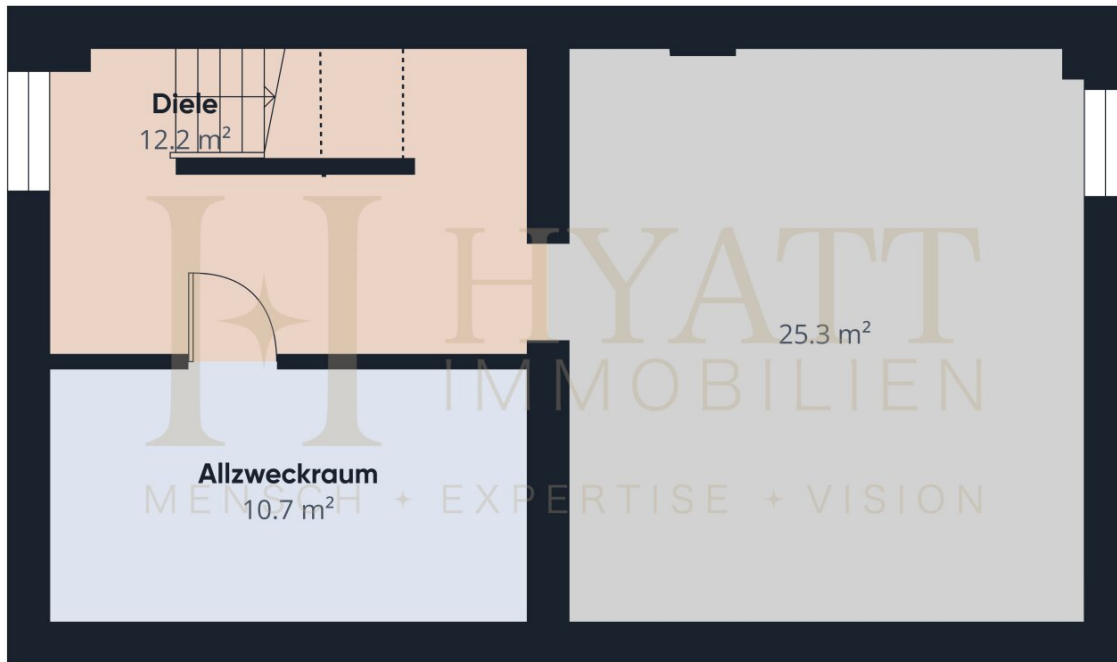 Diele
12.2 m²
HYATT
IMMOBILIEN
25.3 m²
Allzweckraum
10.7 m²
MENSCH ✦ EXPERTISE ✦ VISION